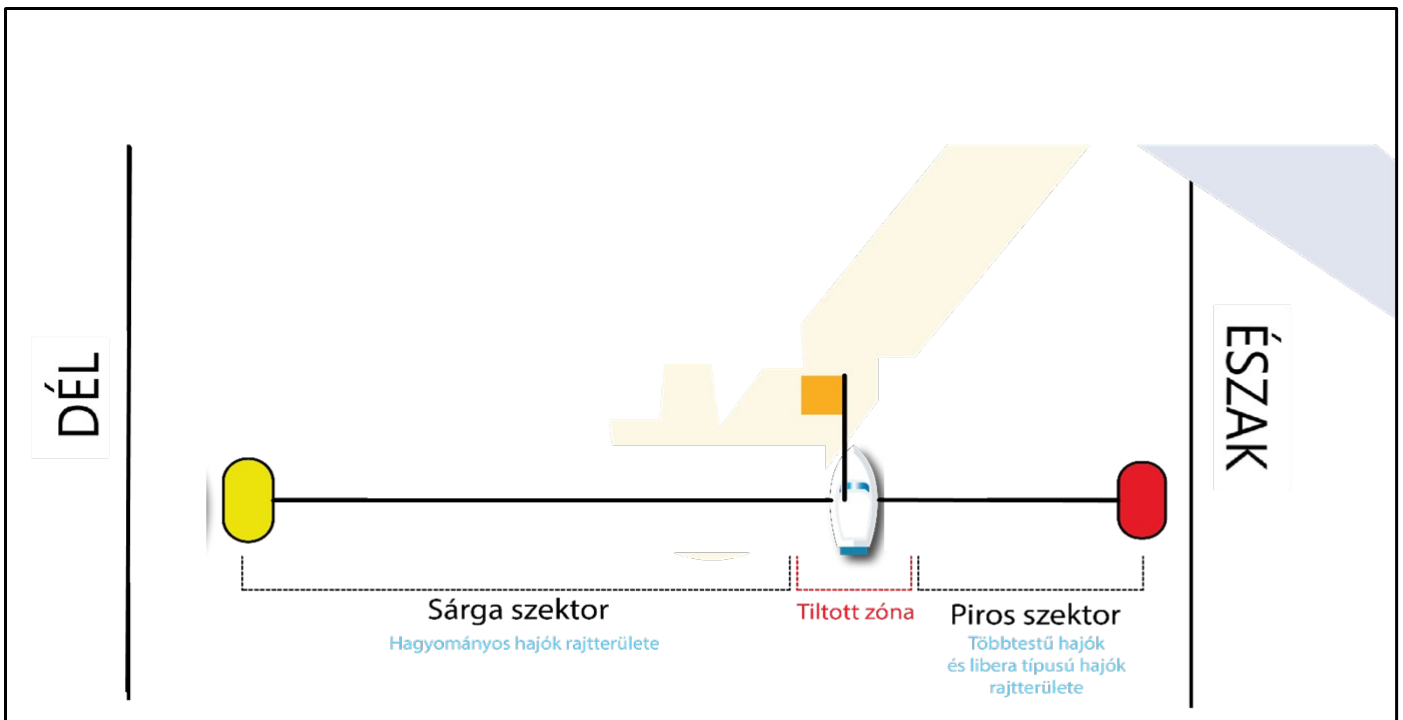 DÉL
ÉSZAK
Sárga szektor
Hagyományos hajók rajtterülete
Tiltott zóna
Piros szektor
Többtestű hajók
és libera típusú hajók
rajtterülete